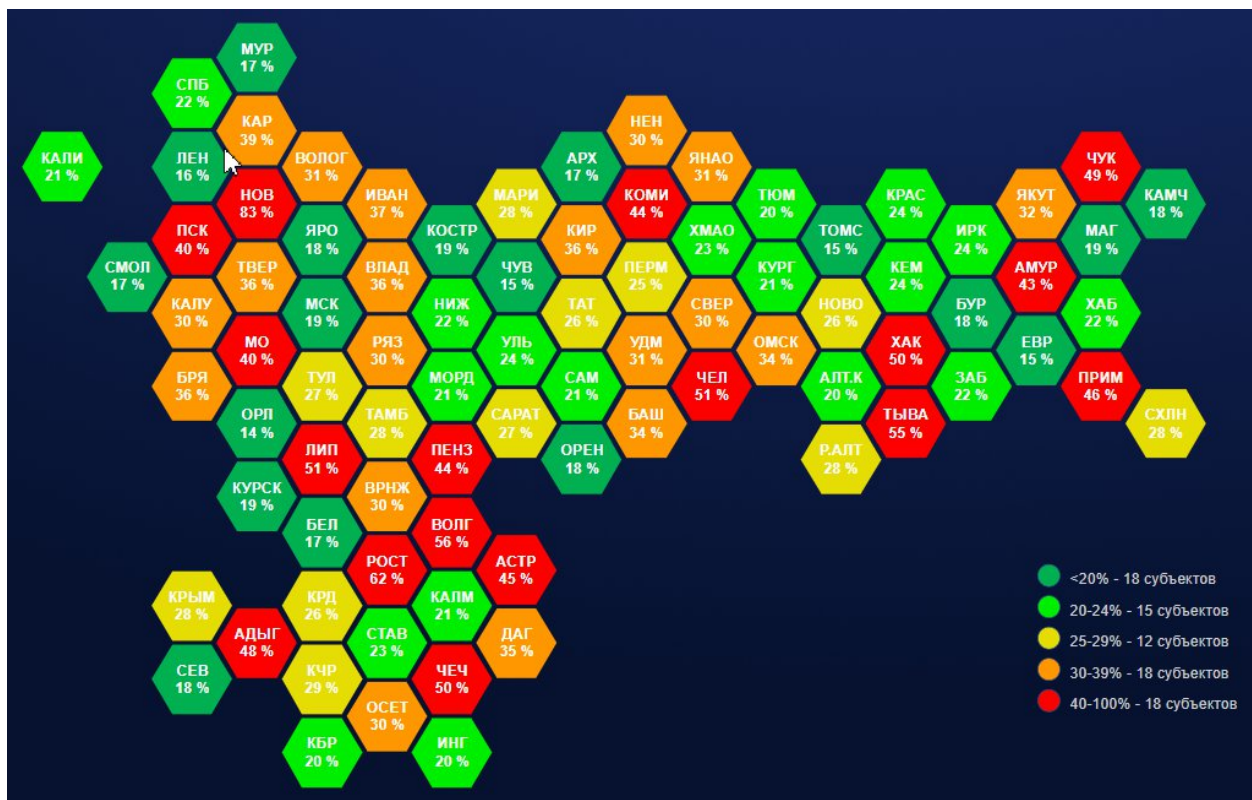 МУР
17 %
СПБ
22 %
КАР
39 %
НЕН
30 %
КАЛИ
21 %
ЛЕН
16 %
ВОЛОГ
31 %
АРХ
17 %
ЯНАО
31 %
ЧУК
49 %
НОВ
83 %
ИВАН
37 %
МАРИ
28 %
КОМИ
44 %
ТЮМ
20 %
КРАС
24 %
ЯКУТ
32 %
КАМЧ
18 %
ПСК
40 %
ЯРО
18 %
КОСТР
19 %
КИР
36 %
ХМАО
23 %
ТОМС
15 %
ИРК
24 %
МАГ
19 %
СМОЛ
17 %
ТВЕР
36 %
ВЛАД
36 %
ЧУВ
15 %
ПЕРМ
25 %
КУРГ
21 %
КЕМ
24 %
АМУР
43 %
КАЛУ
30 %
МСК
19 %
НИЖ
22 %
ТАТ
26 %
СВЕР
30 %
НОВО
26 %
БУР
18 %
ХАБ
22 %
МО
40 %
РЯЗ
30 %
УЛЬ
24 %
УДМ
31 %
ОМСК
34 %
ХАК
50 %
ЕВР
15 %
БРЯ
36 %
ТУЛ
27 %
МОРД
21 %
САМ
21 %
ЧЕЛ
51 %
АЛТ.К
20 %
ЗАБ
22 %
ПРИМ
46 %
ОРЛ
14 %
ТАМБ
28 %
САРАТ
27 %
БАШ
34 %
ТЫВА
55 %
СХЛН
28 %
ЛИП
51 %
ПЕНЗ
44 %
ОРЕН
18 %
Р.АЛТ
28 %
КУРСК
19 %
ВРНЖ
30 %
БЕЛ
17 %
ВОЛГ
56 %
РОСТ
62 %
АСТР
45 %
КРЫМ
28 %
КРД
26 %
КАЛМ
21 %
АДЫГ
48 %
СТАВ
23 %
ДАГ
35 %
СЕВ
18 %
КЧР
29 %
ЧЕЧ
50 %
ОСЕТ
30 %
КБР
20 %
ИНГ
20 %
<20% - 18 субъектов
20-24% - 15 субъектов
25-29% - 12 субъектов
30-39% - 18 субъектов
40-100% - 18 субъектов